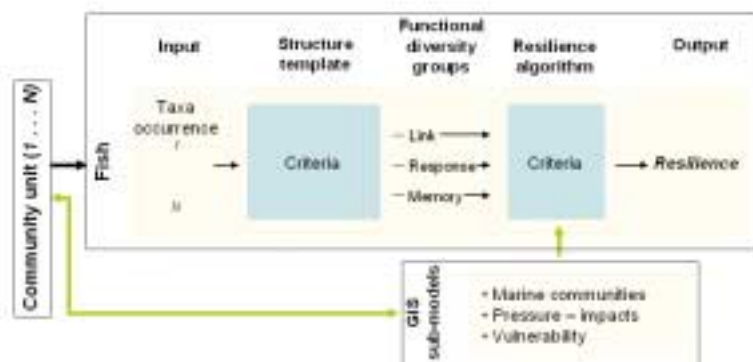 Input
Structure
template
Functional
diversity
groups
Resilience
algorithm
Output
Community unit (1 . . . N)
Fish
Taxa
occurrence
Criteria
Link
Response
Memory
Criteria
Resilience
GIS
sub-models
• Marine communities
• Pressure – impacts
• Vulnerability